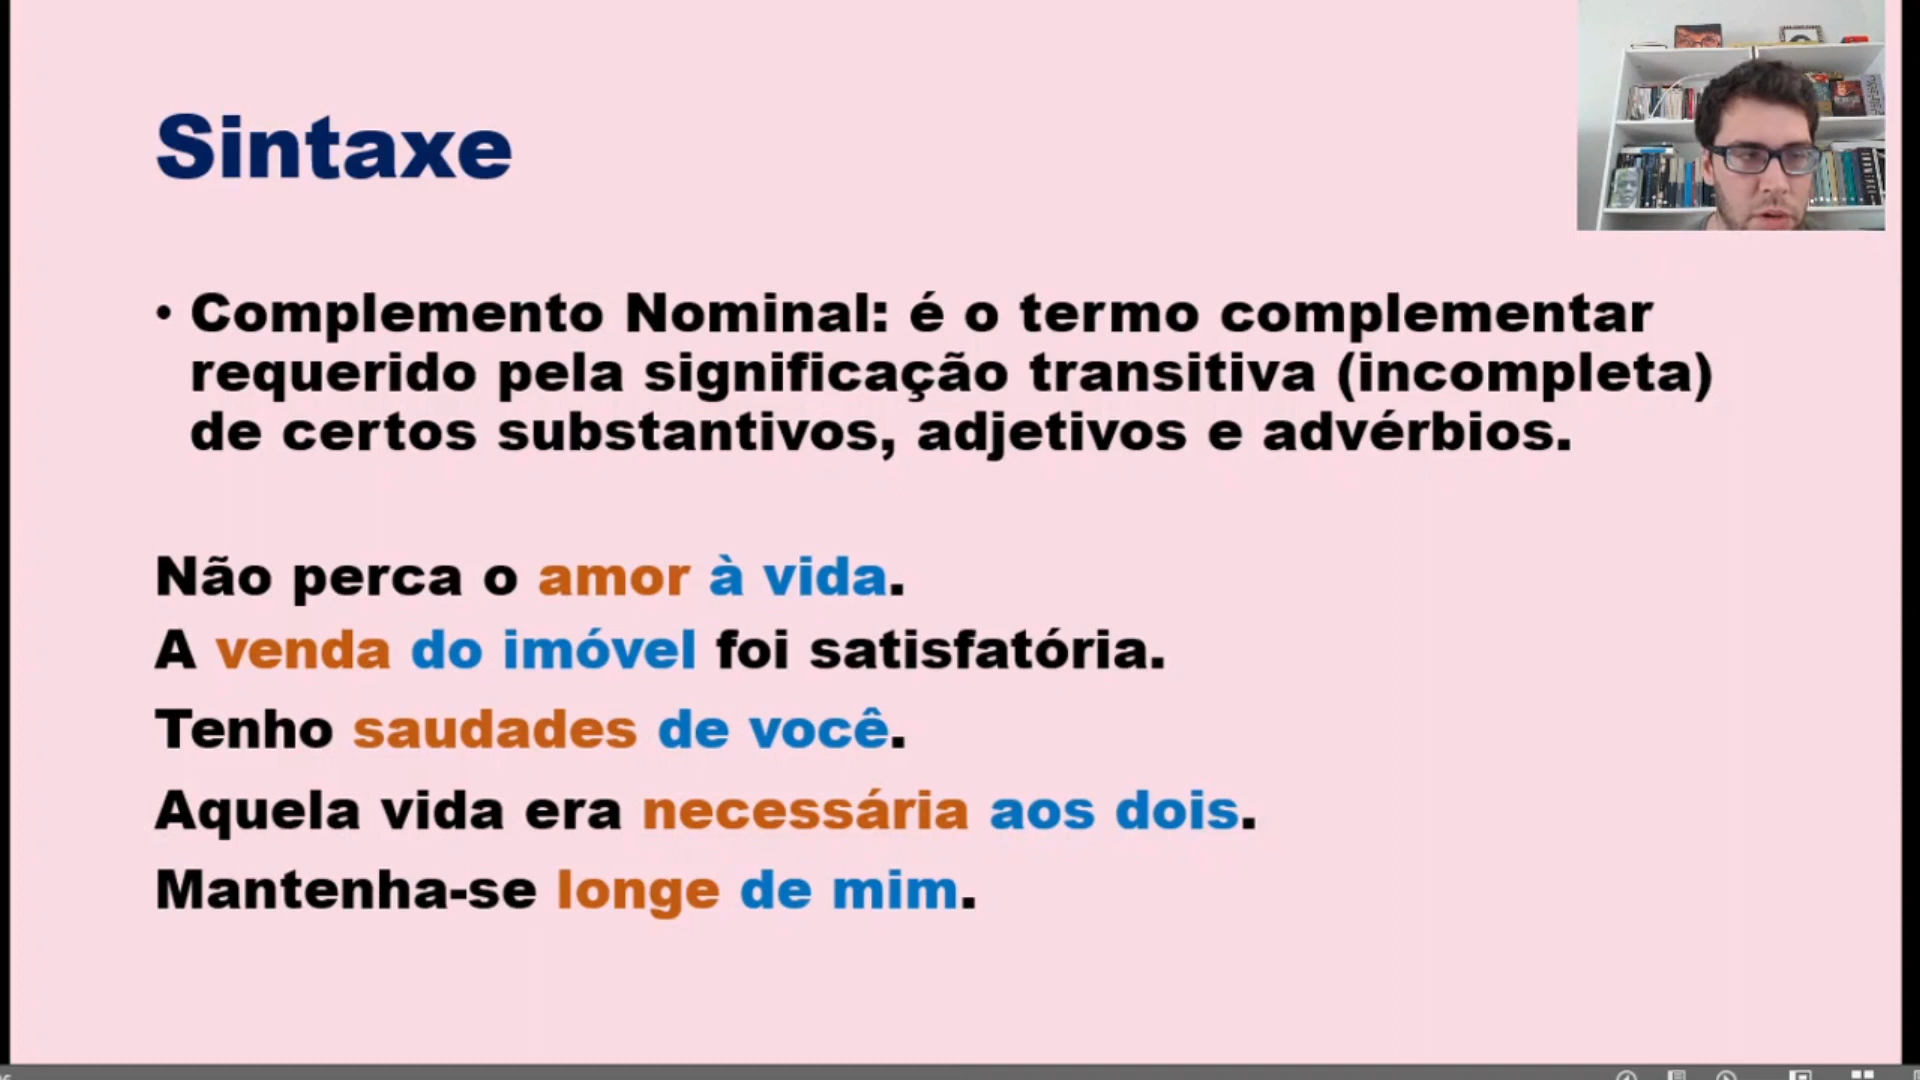 Sintaxe
• Complemento Nominal: é o termo complementar
requerido pela significação transitiva (incompleta)
de certos substantivos, adjetivos e advérbios.
Não perca o amor à vida.
A venda do imóvel foi satisfatória.
Tenho saudades de você.
Aquela vida era necessária aos dois.
Mantenha-se longe de mim.